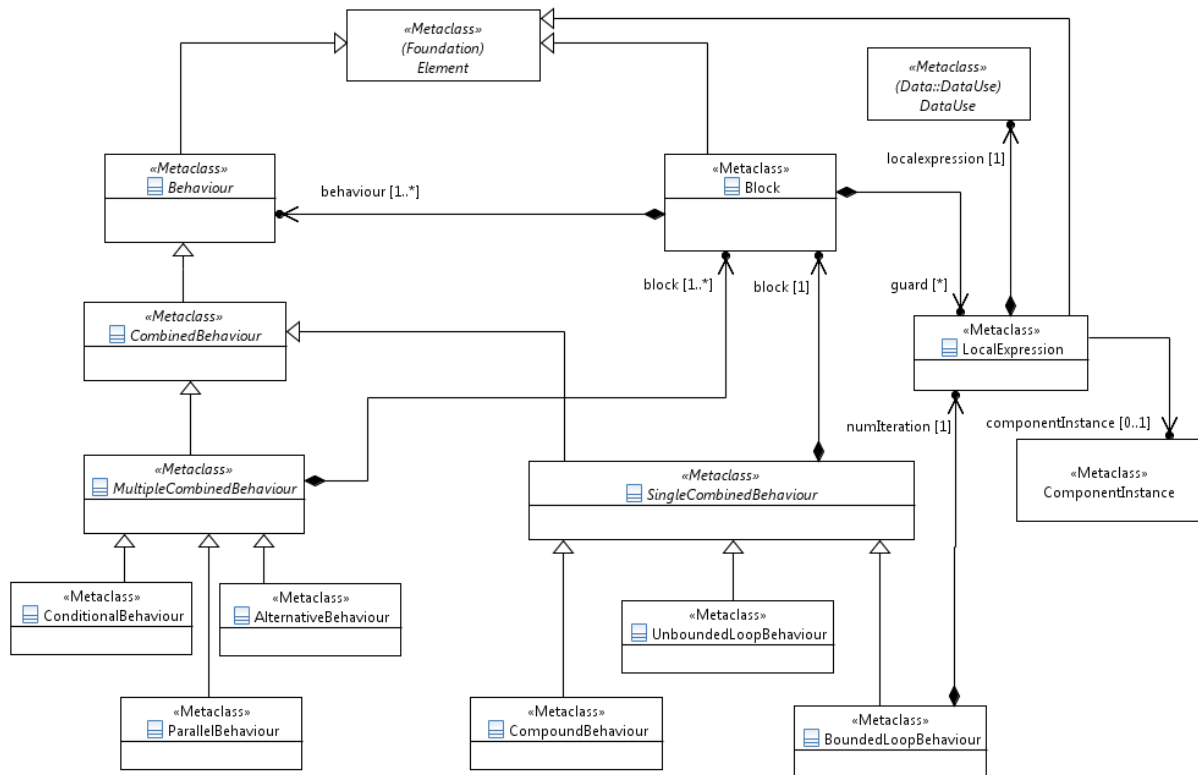 «Metaclass»
(Foundation)
Element
«Metaclass»
(Data::DataUse)
DataUse
localexpression [1]
«Metaclass»
Behaviour
behaviour [1..*]
«Metaclass»
Block
block [1..*]
block [1]
guard [*]
«Metaclass»
CombinedBehaviour
«Metaclass»
LocalExpression
numIteration [1]
componentInstance [0..1]
«Metaclass»
MultipleCombinedBehaviour
«Metaclass»
SingleCombinedBehaviour
«Metaclass»
ComponentInstance
«Metaclass»
ConditionalBehaviour
«Metaclass»
AlternativeBehaviour
«Metaclass»
UnboundedLoopBehaviour
«Metaclass»
ParallelBehaviour
«Metaclass»
CompoundBehaviour
«Metaclass»
BoundedLoopBehaviour